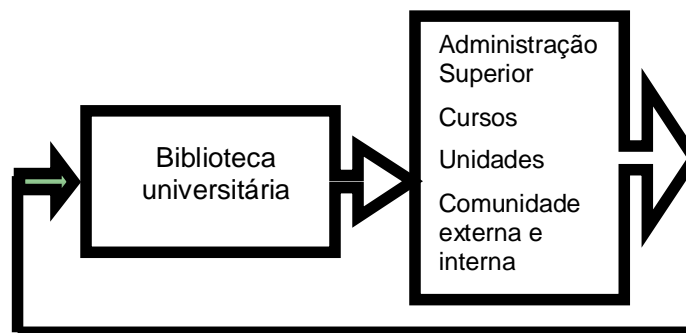 Biblioteca
universitária
Administração
Superior
Cursos
Unidades
Comunidade
externa e
interna